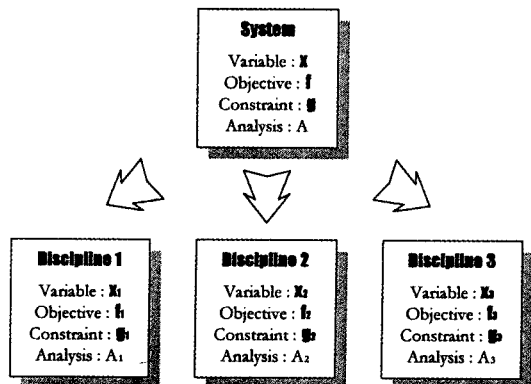 System
Variable : X
Objective : f
Constraint : g
Analysis : A
Discipline 1
Variable : X₁
Objective : f₁
Constraint : g₁
Analysis : A₁
Discipline 2
Variable : X₂
Objective : f₂
Constraint : g₂
Analysis : A₂
Discipline 3
Variable : X₃
Objective : f₃
Constraint : g₃
Analysis : A₃